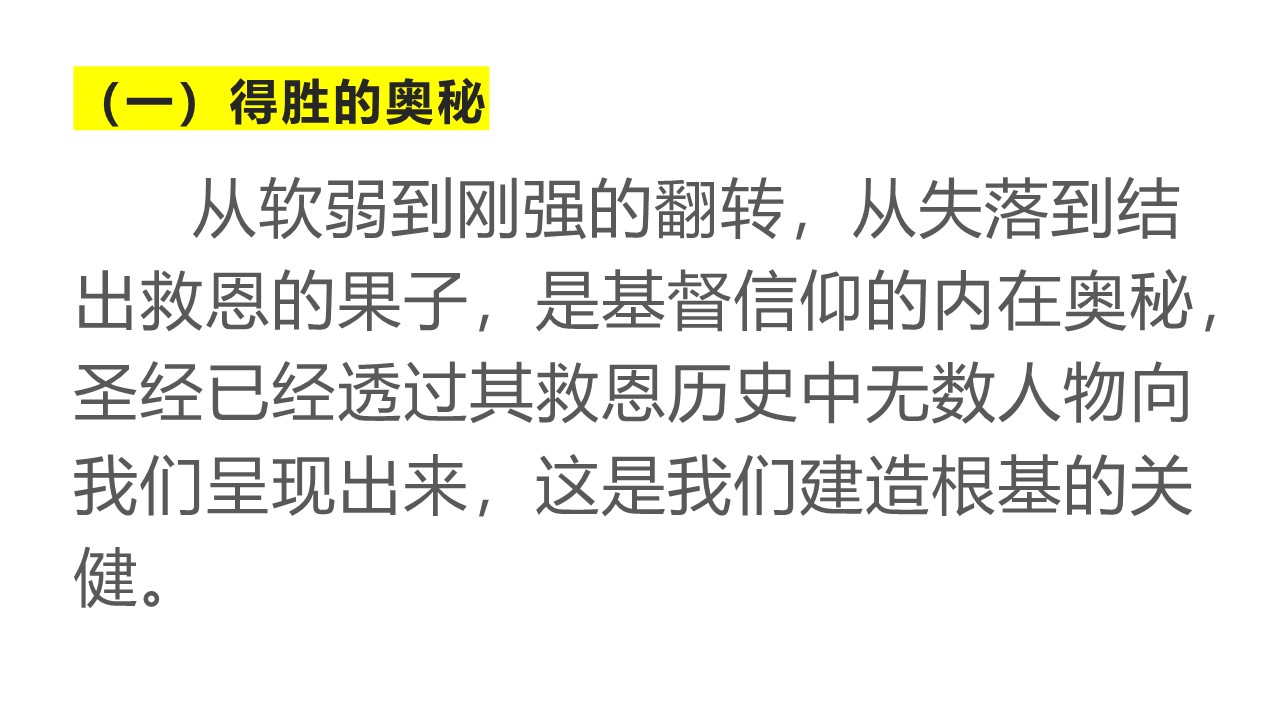 （一）得胜的奥秘
从软弱到刚强的翻转，从失落到结
出救恩的果子，是基督信仰的内在奥秘，
圣经已经透过其救恩历史中无数人物向
我们呈现出来，这是我们建造根基的关
健。